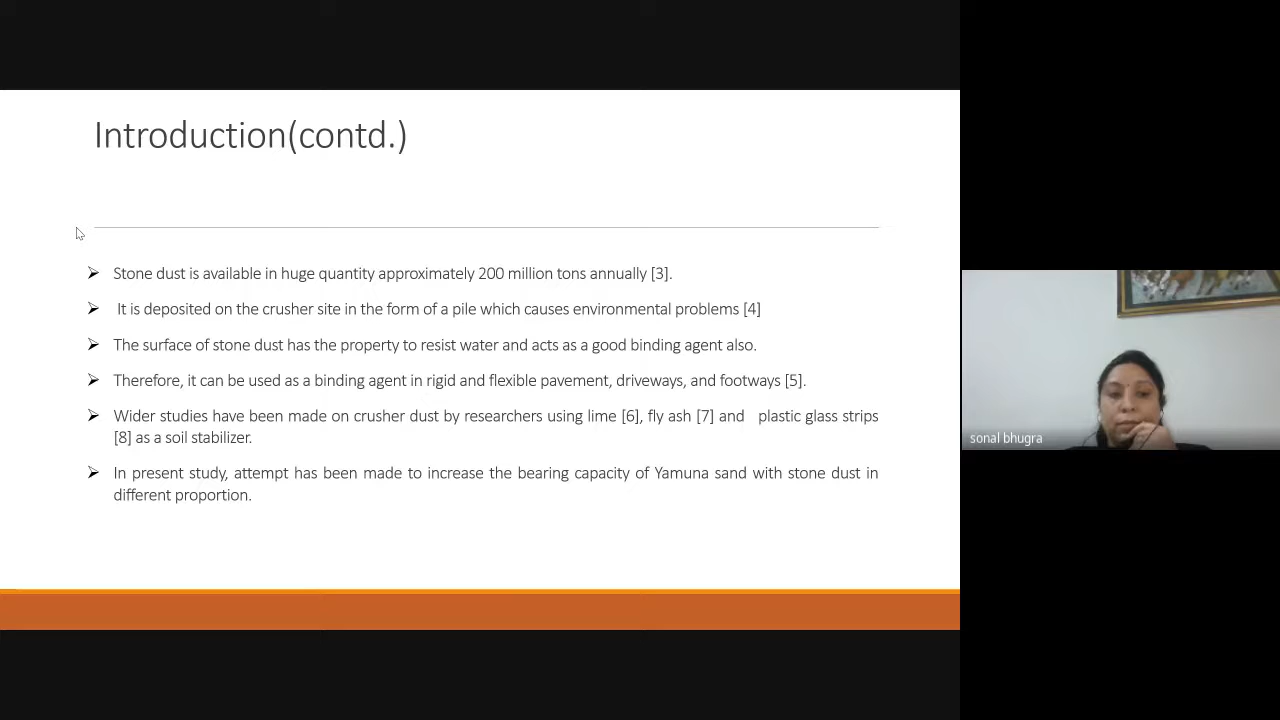 Introduction(contd.)
Stone dust is available in huge quantity approximately 200 million tons annually [3].
It is deposited on the crusher site in the form of a pile which causes environmental problems [4]
The surface of stone dust has the property to resist water and acts as a good binding agent also.
Therefore, it can be used as a binding agent in rigid and flexible pavement, driveways, and footways [5].
Wider studies have been made on crusher dust by researchers using lime [6], fly ash [7] and plastic glass strips
[8] as a soil stabilizer.
In present study, attempt has been made to increase the bearing capacity of Yamuna sand with stone dust in
different proportion.
sonal bhugra